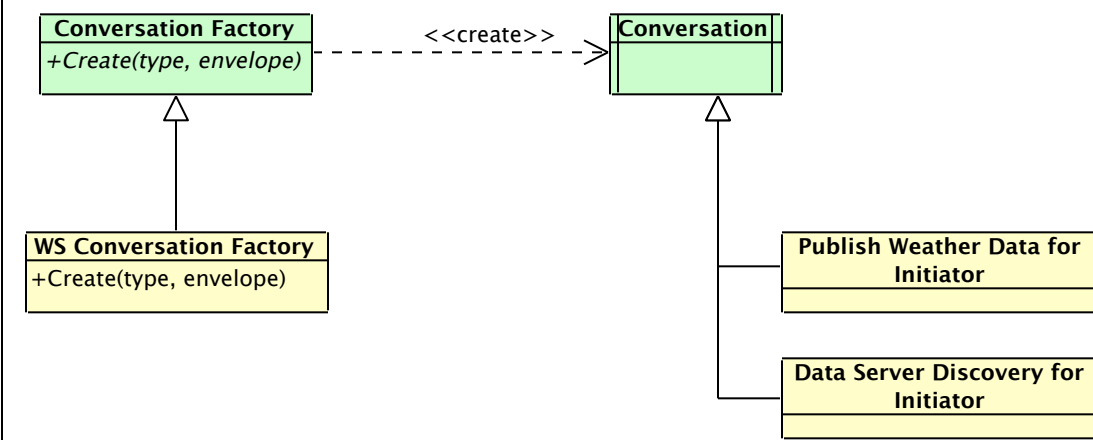 Conversation Factory
+Create(type, envelope)
<<create>>
Conversation
WS Conversation Factory
+Create(type, envelope)
Publish Weather Data for
Initiator
Data Server Discovery for
Initiator